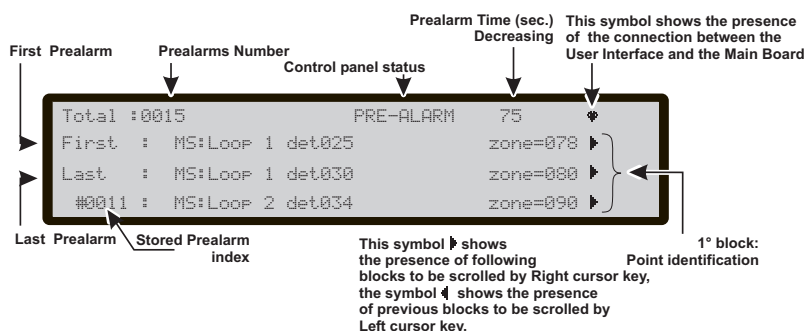 Prealarm Time (sec.)
Decreasing
This symbol shows the presence
of the connection between the
User Interface and the Main Board
First Prealarm
Prealarms Number
Control panel status
Total :0015 PRE-ALARM 75
First : MS:Loop 1 det025 zone=078
Last : MS:Loop 1 det030 zone=080
#0011 : MS:Loop 2 det034 zone=090
Last Prealarm
Stored Prealarm
index
This symbol shows
the presence of following
blocks to be scrolled by Right cursor key,
the symbol shows the presence
of previous blocks to be scrolled by
Left cursor key.
1° block:
Point identification